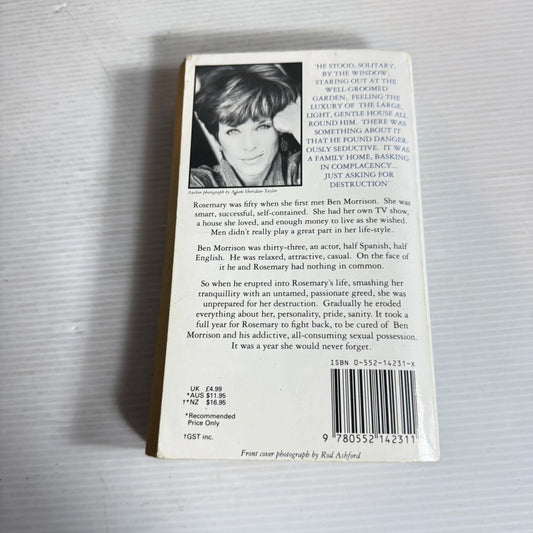 'HE STOOD, SOLITARY,
BY THE WINDOW,
STARING OUT AT THE
WELL-GROOMED
GARDEN, FEELING THE
LUXURY OF THE LARGE,
LIGHT, GENTLE HOUSE ALL
ROUND HIM. THERE WAS
SOMETHING ABOUT IT
THAT HE FOUND DANGER-
OUSLY SEDUCTIVE. IT WAS
A FAMILY HOME, BASKING
IN COMPLACENCY...
JUST ASKING FOR
DESTRUCTION'
Author photograph by Adam Meridan-Taylor
Rosemary was fifty when she first met Ben Morrison. She was
smart, successful, self-contained. She had her own TV show,
a house she loved, and enough money to live as she wished.
Men didn't really play a great part in her life-style.
Ben Morrison was thirty-three, an actor, half Spanish, half
English. He was relaxed, attractive, casual. On the face of
it he and Rosemary had nothing in common.
So when he erupted into Rosemary's life, smashing her
tranquillity with an untamed, passionate greed, she was
unprepared for her destruction. Gradually he eroded
everything about her, personality, pride, sanity. It took a
full year for Rosemary to fight back, to be cured of Ben
Morrison and his addictive, all-consuming sexual possession.
It was a year she would never forget.
ISBN 0-552-14231-X
UK £4.99
*AUS $11.95
†*NZ $16.95
*Recommended
Price Only
†GST inc.
9 780552 142311
Front cover photograph by Rod Ashford